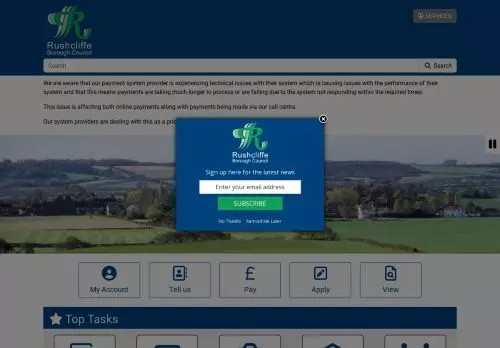 Rushcliffe
Borough Council
SERVICES
Search
Search
We are aware that our payment system provider is experiencing technical issues with their system which is causing issues with the performance of their
system and that this means payments are taking much longer to process or are failing due to the system not responding within the required times.
This issue is affecting both online payments along with payments being made via our call centre.
Our system providers are dealing with this as a
Rushcliffe
Borough Council
Sign up here for the latest news
Enter your email address
SUBSCRIBE
No Thanks Remind Me Later
My Account
Tell us
Pay
Apply
View
Top Tasks